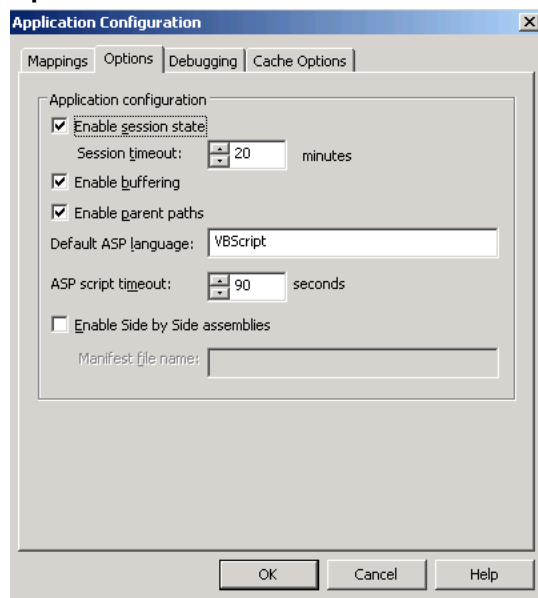 Application Configuration
Mappings Options Debugging Cache Options
Application configuration
Enable session state
Session timeout: 20 minutes
Enable buffering
Enable parent paths
Default ASP language: VBScript
ASP script timeout: 90 seconds
Enable Side by Side assemblies
Manifest file name:
OK Cancel Help